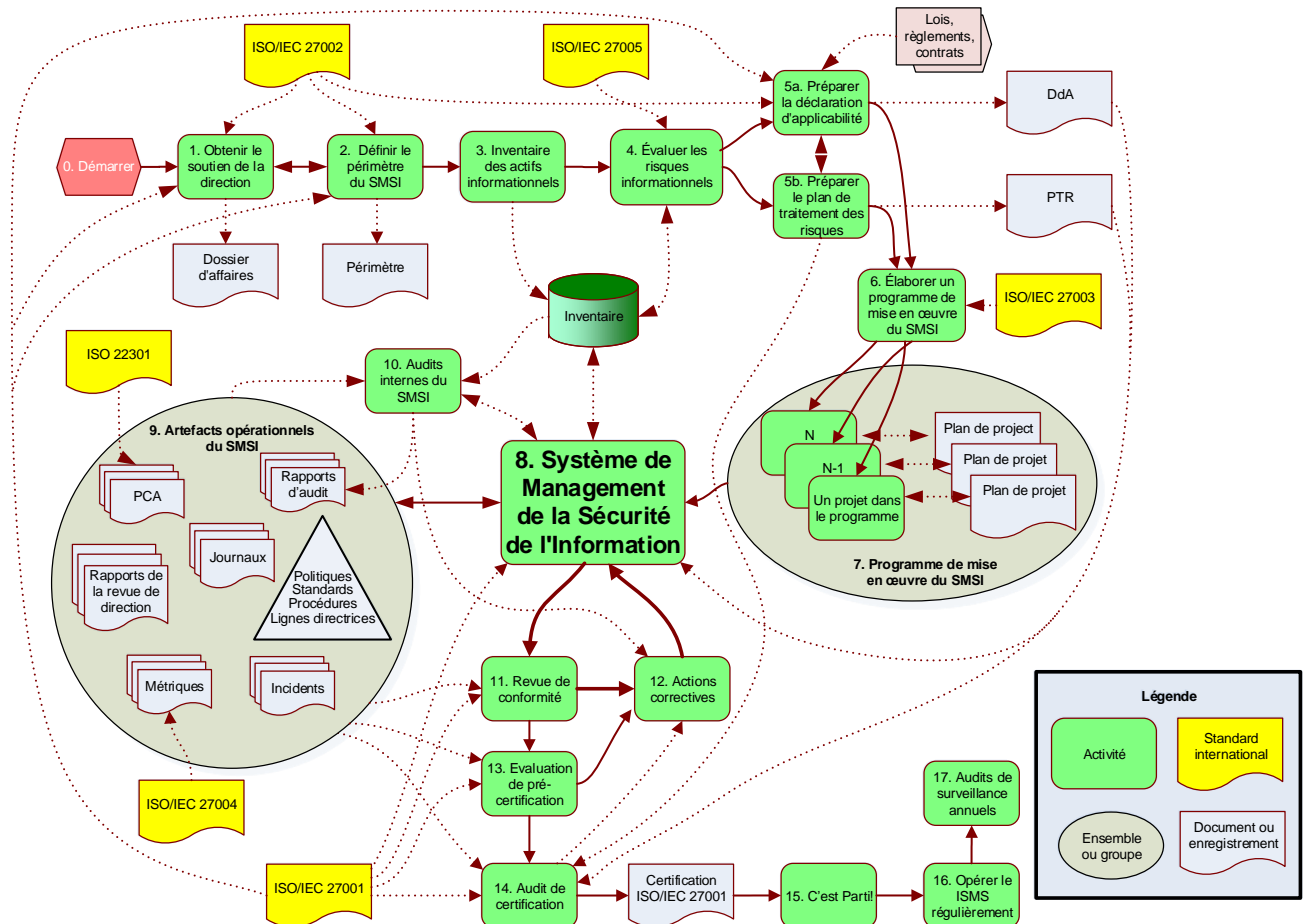 ISO/IEC 27002
ISO/IEC 27005
Lois,
règlements,
contrats
0. Démarrer
1. Obtenir le
soutien de la
direction
2. Définir le
périmètre
du SMSI
3. Inventaire
des actifs
informationnels
4. Évaluer les
risques
informationnels
5a. Préparer
la déclaration
d'applicabilité
DdA
5b. Préparer
le plan de
traitement des
risques
PTR
Dossier
d'affaires
Périmètre
Inventaire
6. Élaborer un
programme de
mise en œuvre
du SMSI
ISO/IEC 27003
ISO 22301
10. Audits
internes du
SMSI
9. Artefacts opérationnels
du SMSI
PCA
Rapports
d'audit
Journaux
Rapports de
la revue de
direction
Politiques
Standards
Procédures
Lignes directrices
Métriques
Incidents
8. Système de
Management
de la Sécurité
de l'Information
N
N-1
Un projet dans
le programme
Plan de project
Plan de projet
Plan de projet
7. Programme de mise
en œuvre du SMSI
11. Revue de
conformité
12. Actions
correctives
13. Evaluation
de pré-
certification
ISO/IEC 27004
ISO/IEC 27001
14. Audit de
certification
Certification
ISO/IEC 27001
15. C'est Parti!
16. Opérer le
ISMS
régulièrement
17. Audits de
surveillance
annuels
Légende
Activité
Standard
international
Ensemble
ou groupe
Document ou
enregistrement